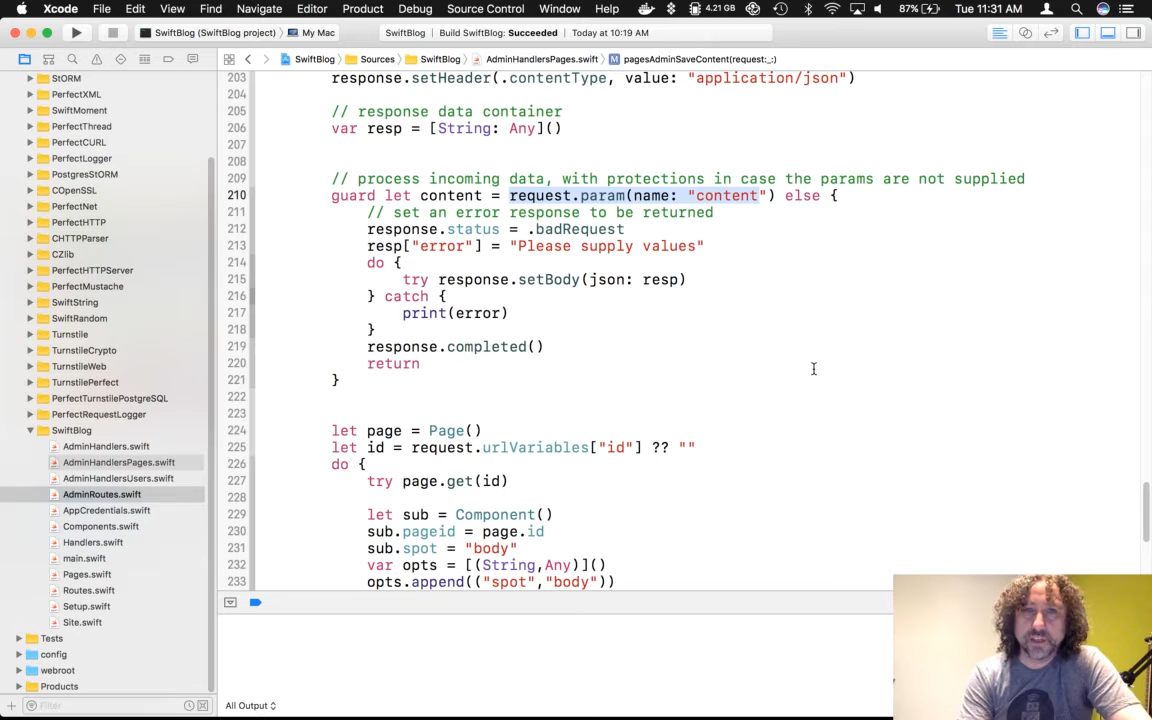 Xcode File Edit View Find Navigate Editor Product Debug Source Control Window Help 4.21 GB 87% Tue 11:31 AM
SwiftBlog (SwiftBlog project) My Mac SwiftBlog Build SwiftBlog: Succeeded Today at 10:19 AM
SwiftBlog Sources SwiftBlog AdminHandlersPages.swift M pagesAdminSaveContent(request:_:)
StORM
PerfectXML
SwiftMoment
PerfectThread
PerfectCURL
PerfectLogger
PostgresStORM
COpenSSL
PerfectNet
PerfectHTTP
CHTTPParser
CZlib
PerfectHTTPServer
PerfectMustache
SwiftString
SwiftRandom
Turnstile
TurnstileCrypto
TurnstileWeb
TurnstilePerfect
PerfectTurnstilePostgreSQL
PerfectRequestLogger
SwiftBlog
AdminHandlers.swift
AdminHandlersPages.swift
AdminHandlersUsers.swift
AdminRoutes.swift
AppCredentials.swift
Components.swift
Handlers.swift
main.swift
Pages.swift
Routes.swift
Setup.swift
Site.swift
Tests
config
webroot
Products
Filter
203 response.setHeader(.contentType, value: "application/json")
204
205 // response data container
206 var resp = [String: Any]()
207
208
209 // process incoming data, with protections in case the params are not supplied
210 guard let content = request.param(name: "content") else {
211 // set an error response to be returned
212 response.status = .badRequest
213 resp["error"] = "Please supply values"
214 do {
215 try response.setBody(json: resp)
216 } catch {
217 print(error)
218 }
219 response.completed()
220 return
221 }
222
223
224 let page = Page()
225 let id = request.urlVariables["id"] ?? ""
226 do {
227 try page.get(id)
228
229 let sub = Component()
230 sub.pageid = page.id
231 sub.spot = "body"
232 var opts = [(String,Any)]()
233 opts.append(("spot","body"))
All Output